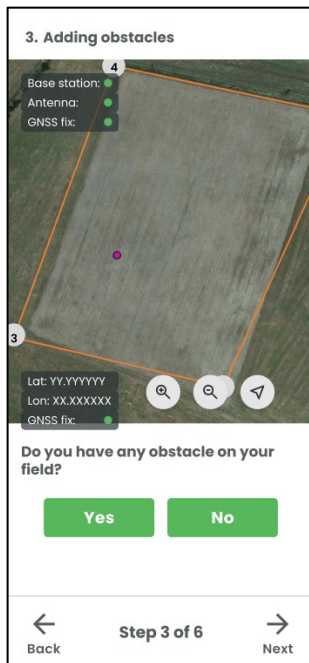 3. Adding obstacles
4
Base station:
Antenna:
GNSS fix:
3
Lat: YY.YYYYYY
Lon: XX.XXXXXX
GNSS fix:
Do you have any obstacle on your
field?
Yes
No
Back
Step 3 of 6
Next